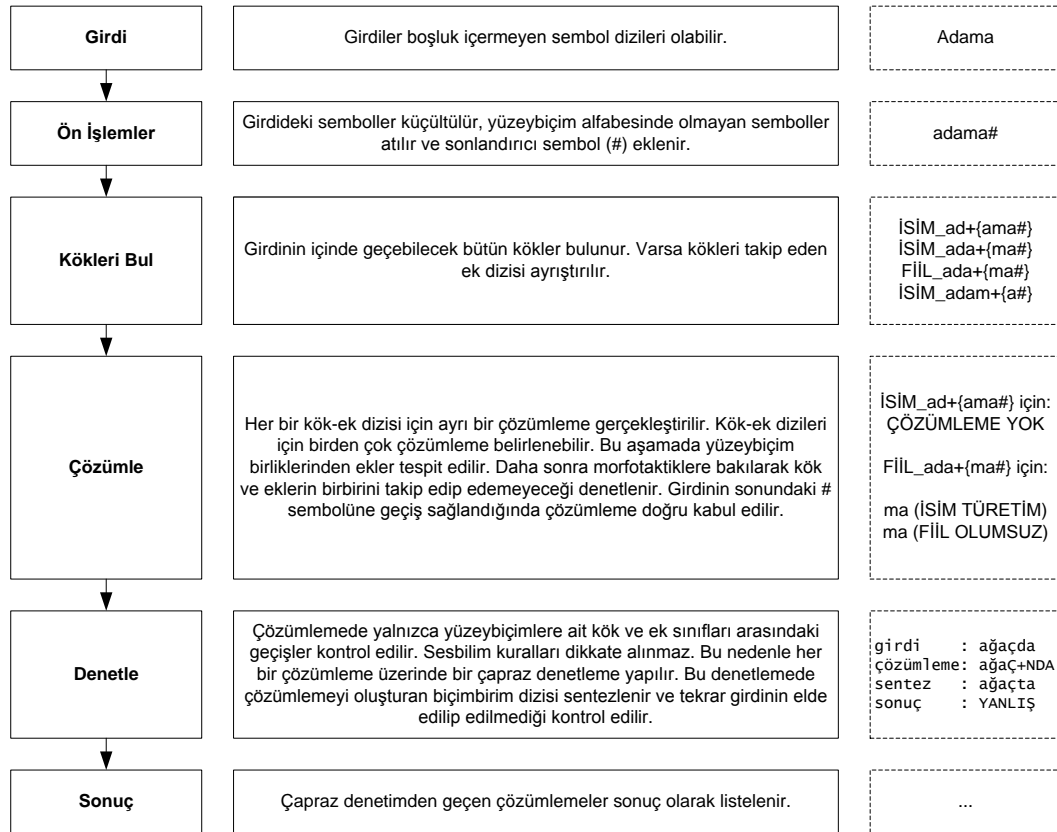 Girdi
Girdiler boşluk içermeyen sembol dizileri olabilir.
Adama
Ön İşlemler
Girdideki semboller küçültülür, yüzeybiçim alfabesinde olmayan semboller
atılır ve sonlandırıcı sembol (#) eklenir.
adama#
Kökleri Bul
Girdinin içinde geçebilecek bütün kökler bulunur. Varsa kökleri takip eden
ek dizisi ayrıştırılır.
İSİM_ad+{ama#}
İSİM_ada+{ma#}
FİİL_ada+{ma#}
İSİM_adam+{a#}
Çözümle
Her bir kök-ek dizisi için ayrı bir çözümleme gerçekleştirilir. Kök-ek dizileri
için birden çok çözümleme belirlenebilir. Bu aşamada yüzeybiçim
birliklerinden ekler tespit edilir. Daha sonra morfotaktiklere bakılarak kök
ve eklerin birbirini takip edip edemeyeceği denetlenir. Girdinin sonundaki #
sembolüne geçiş sağlandığında çözümleme doğru kabul edilir.
İSİM_ad+{ama#} için:
ÇÖZÜMLEME YOK
FİİL_ada+{ma#} için:
ma (İSİM TÜRETİM)
ma (FİİL OLUMSUZ)
Denetle
Çözümlemede yalnızca yüzeybiçimlere ait kök ve ek sınıfları arasındaki
geçişler kontrol edilir. Sesbilim kuralları dikkate alınmaz. Bu nedenle her
bir çözümleme üzerinde bir çapraz denetleme yapılır. Bu denetlemede
çözümlemeyi oluşturan biçimbirim dizisi sentezlenir ve tekrar girdinin elde
edilip edilmediği kontrol edilir.
girdi : ağaçda
çözümleme: ağaÇ+NDA
sentez : ağaçta
sonuç : YANLIŞ
Sonuç
Çapraz denetimden geçen çözümlemeler sonuç olarak listelenir.
...